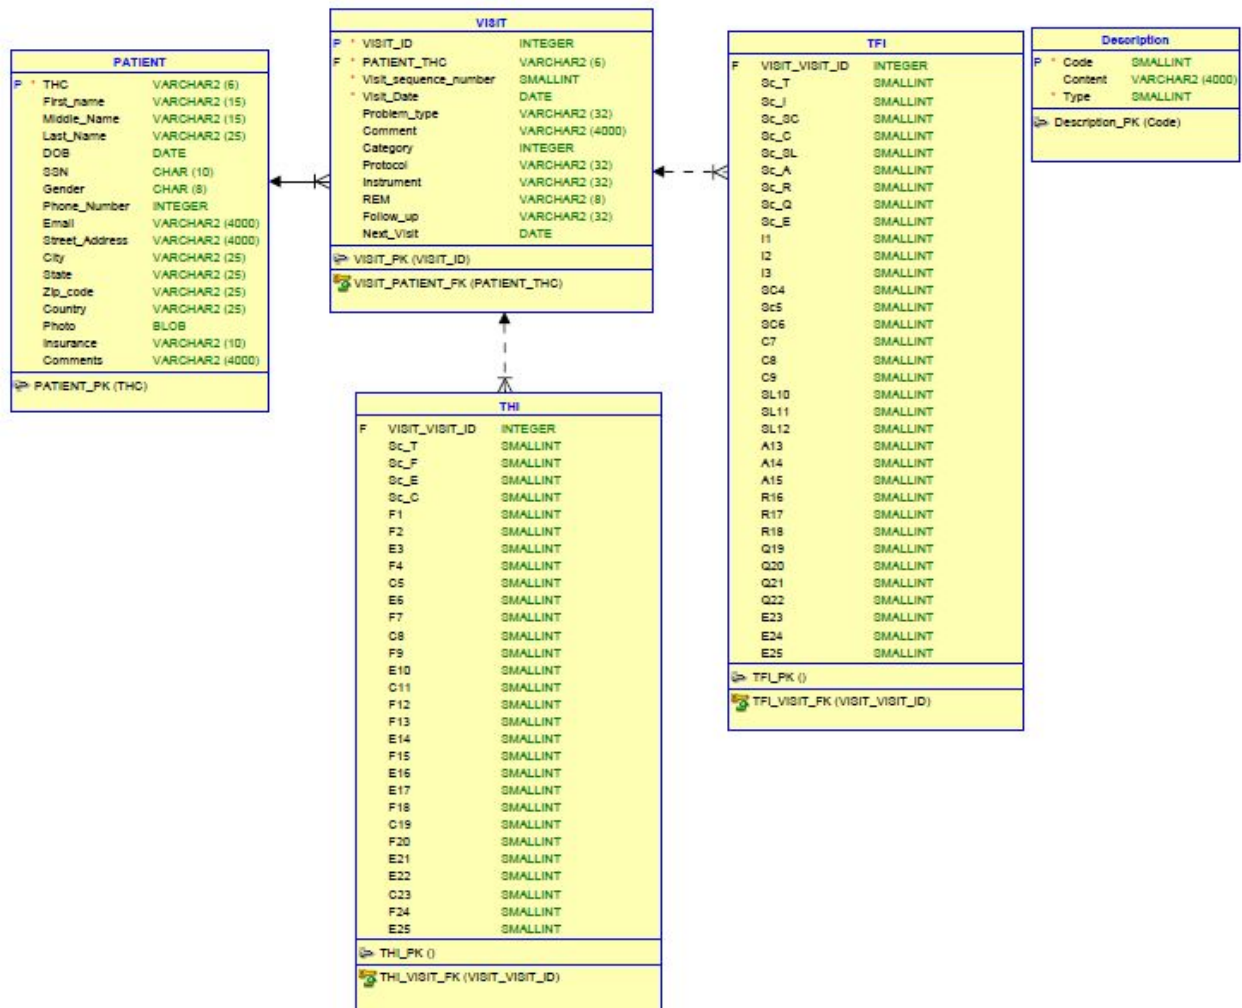 PATIENT
P * THC VARCHAR2 (6)
First_name VARCHAR2 (15)
Middle_Name VARCHAR2 (15)
Last_Name VARCHAR2 (25)
DOB DATE
SSN CHAR (10)
Gender CHAR (8)
Phone_Number INTEGER
Email VARCHAR2 (4000)
Street_Address VARCHAR2 (4000)
City VARCHAR2 (25)
State VARCHAR2 (25)
Zip_code VARCHAR2 (25)
Country VARCHAR2 (25)
Photo BLOB
Insurance VARCHAR2 (10)
Comments VARCHAR2 (4000)
PATIENT_PK (THC)
VISIT
P * VISIT_ID INTEGER
F * PATIENT_THC VARCHAR2 (6)
* Visit_sequence_number SMALLINT
* Visit_Date DATE
Problem_type VARCHAR2 (32)
Comment VARCHAR2 (4000)
Category INTEGER
Protocol VARCHAR2 (32)
Instrument VARCHAR2 (32)
REM VARCHAR2 (8)
Follow_up VARCHAR2 (32)
Next_Visit DATE
VISIT_PK (VISIT_ID)
VISIT_PATIENT_FK (PATIENT_THC)
THI
F VISIT_VISIT_ID INTEGER
Sc_T SMALLINT
Sc_F SMALLINT
Sc_E SMALLINT
Sc_C SMALLINT
F1 SMALLINT
F2 SMALLINT
E3 SMALLINT
F4 SMALLINT
C5 SMALLINT
E6 SMALLINT
F7 SMALLINT
C8 SMALLINT
F9 SMALLINT
E10 SMALLINT
C11 SMALLINT
F12 SMALLINT
F13 SMALLINT
E14 SMALLINT
F15 SMALLINT
E16 SMALLINT
E17 SMALLINT
F18 SMALLINT
C19 SMALLINT
F20 SMALLINT
E21 SMALLINT
E22 SMALLINT
C23 SMALLINT
F24 SMALLINT
E25 SMALLINT
THI_PK ()
THI_VISIT_FK (VISIT_VISIT_ID)
TFI
F VISIT_VISIT_ID INTEGER
Sc_T SMALLINT
Sc_I SMALLINT
Sc_SC SMALLINT
Sc_C SMALLINT
Sc_SL SMALLINT
Sc_A SMALLINT
Sc_R SMALLINT
Sc_Q SMALLINT
Sc_E SMALLINT
I1 SMALLINT
I2 SMALLINT
I3 SMALLINT
SC4 SMALLINT
Sc5 SMALLINT
SC6 SMALLINT
C7 SMALLINT
C8 SMALLINT
C9 SMALLINT
SL10 SMALLINT
SL11 SMALLINT
SL12 SMALLINT
A13 SMALLINT
A14 SMALLINT
A15 SMALLINT
R16 SMALLINT
R17 SMALLINT
R18 SMALLINT
Q19 SMALLINT
Q20 SMALLINT
Q21 SMALLINT
Q22 SMALLINT
E23 SMALLINT
E24 SMALLINT
E25 SMALLINT
TFI_PK ()
TFI_VISIT_FK (VISIT_VISIT_ID)
Description
P * Code SMALLINT
Content VARCHAR2 (4000)
* Type SMALLINT
Description_PK (Code)